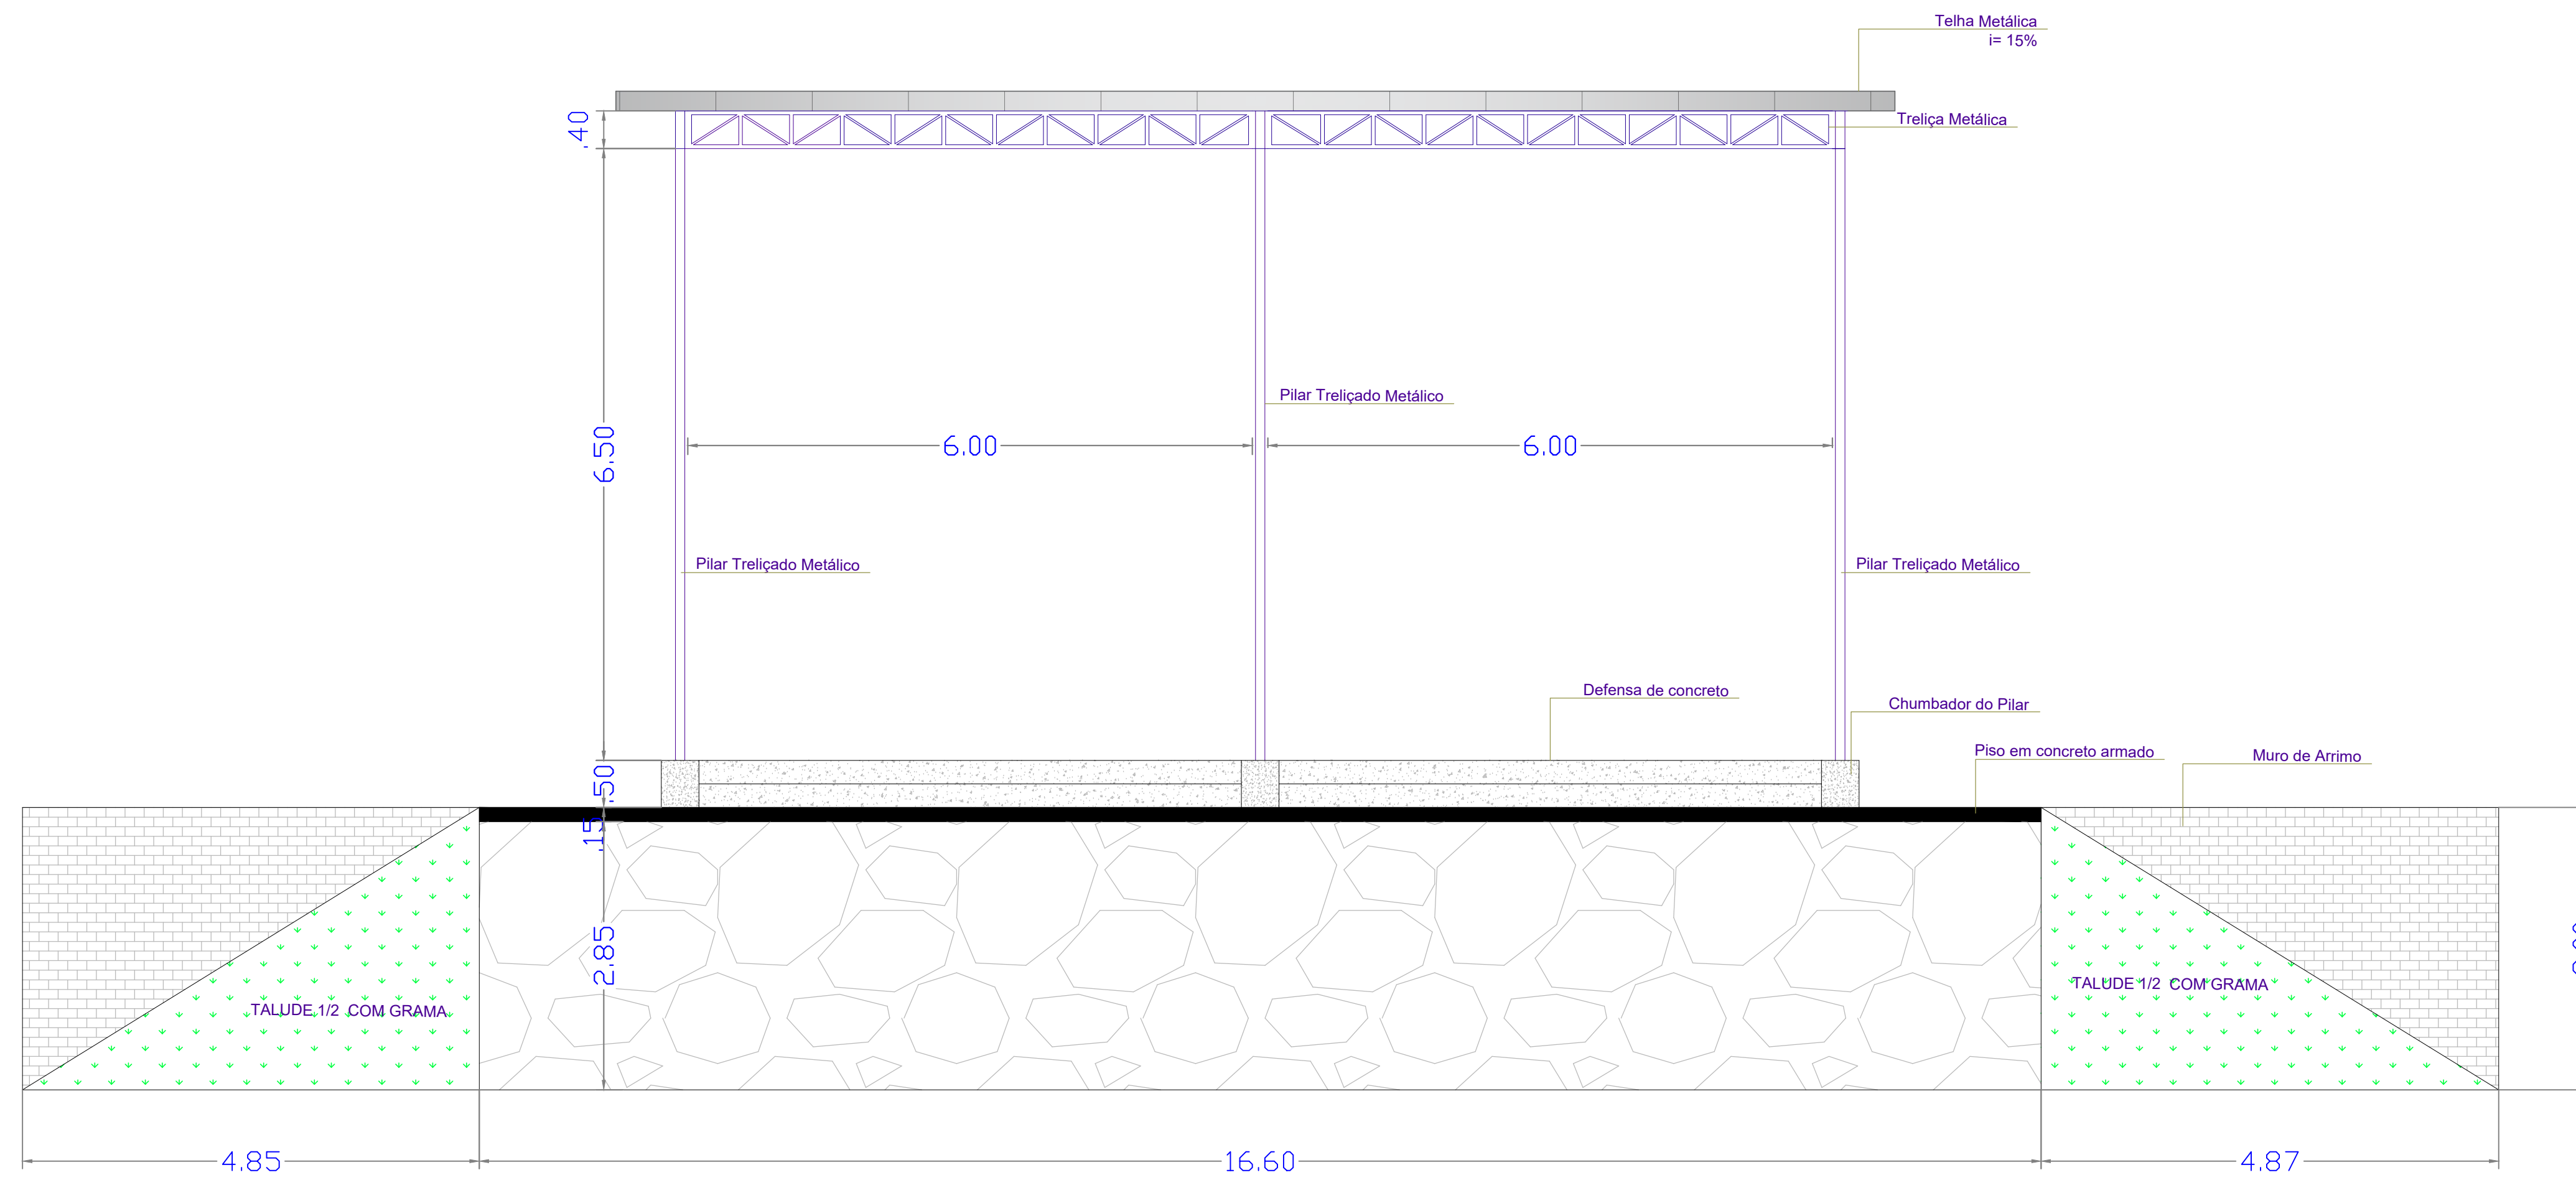 Telha Metálica
i= 15%
.40
Treliça Metálica
Pilar Treliçado Metálico
6.50
6.00
6.00
Pilar Treliçado Metálico
Pilar Treliçado Metálico
Defensa de concreto
Chumbador do Pilar
Piso em concreto armado
Muro de Arrimo
.50
.15
2.85
TALUDE 1/2 COM GRAMA
TALUDE 1/2 COM GRAMA
4.85
16.60
4.87